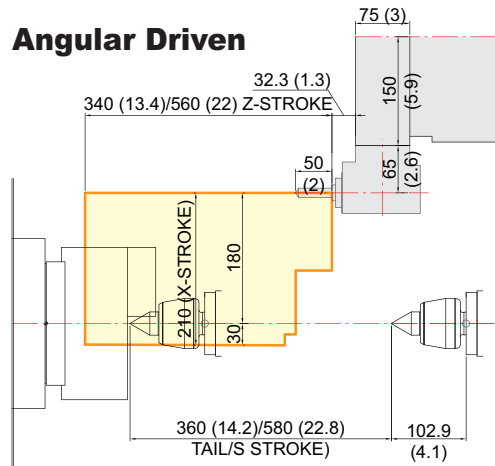 75 (3)
Angular Driven
32.3 (1.3)
340 (13.4)/560 (22) Z-STROKE
150
(5.9)
50
(2)
65
(2.6)
210 (X-STROKE)
180
30
360 (14.2)/580 (22.8)
TAIL/S STROKE)
102.9
(4.1)